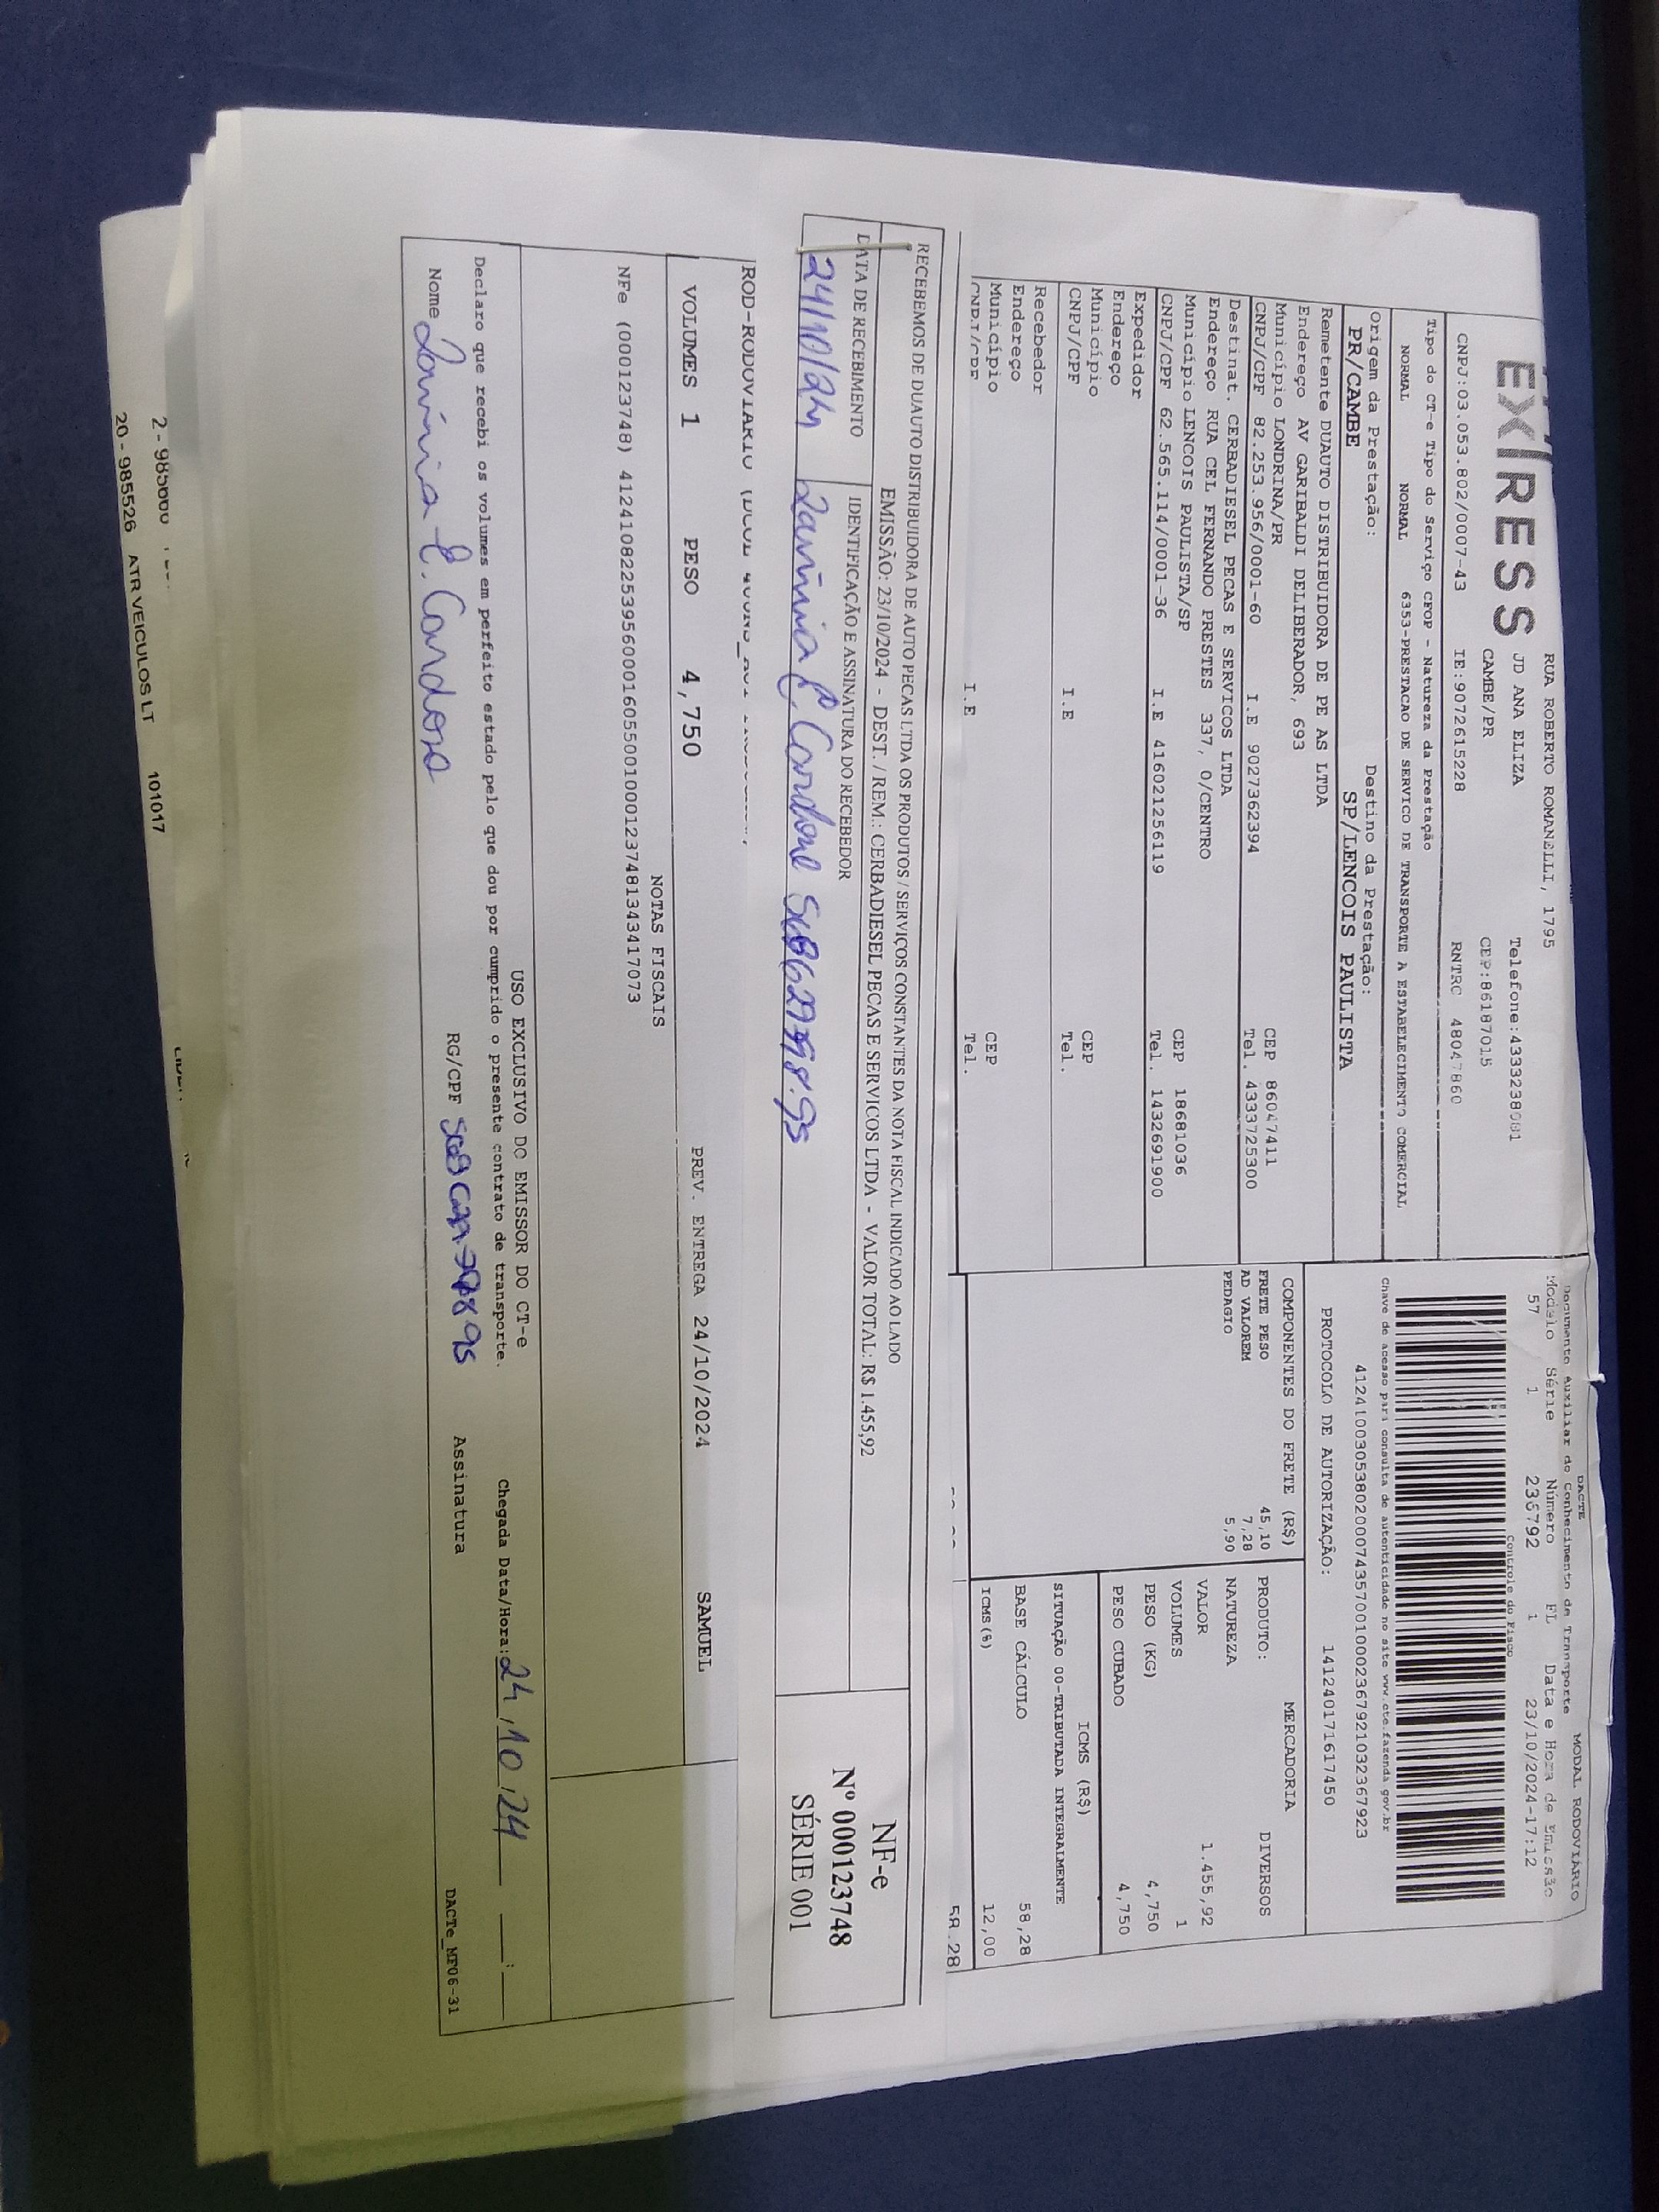 RUA ROBERTO ROMANELLI, 1795
EXPRESS JD ANA ELIZA Telefone:4333238081
CAMBE/PR CEP:86187015
CNPJ:03.053.802/0007-43 IE:9072615228 RNTRC 48047860
Tipo do CT-e Tipo do Serviço CFOP - Natureza da Prestação
NORMAL NORMAL 6353-PRESTACAO DE SERVICO DE TRANSPORTE A ESTABELECIMENTO COMERCIAL
Origem da Prestação: Destino da Prestação:
PR/CAMBE SP/LENCOIS PAULISTA
Remetente DUAUTO DISTRIBUIDORA DE PE AS LTDA
Endereço AV GARIBALDI DELIBERADOR, 693
Município LONDRINA/PR CEP 86047411
CNPJ/CPF 82.253.956/0001-60 I.E 9027362394 Tel. 4333725300
Destinat. CERBADIESEL PECAS E SERVICOS LTDA
Endereço RUA CEL FERNANDO PRESTES 337, 0/CENTRO
Município LENCOIS PAULISTA/SP CEP 18681036
CNPJ/CPF 62.565.114/0001-36 I.E 416021256119 Tel. 1432691900
Expedidor
Endereço
Município CEP
CNPJ/CPF I.E Tel.
Recebedor
Endereço
Município CEP
CNPJ/CPF I.E Tel.
DACTE MODAL RODOVIARIO
Documento Auxiliar do Conhecimento de Transporte
Modelo Série Número FL Data e Hora de Emissão
57 1 236792 1 23/10/2024-17:12
Controle do Fisco
Chave de acesso para consulta de autenticidade no site www.cte.fazenda.gov.br
41241003053802000743570010002367921032367923
PROTOCOLO DE AUTORIZAÇÃO: 141240171617450
COMPONENTES DO FRETE (R$)
FRETE PESO 45,10
AD VALOREM 7,28
PEDAGIO 5,90
MERCADORIA
PRODUTO: DIVERSOS
NATUREZA
VALOR 1.455,92
VOLUMES 1
PESO (KG) 4,750
PESO CUBADO 4,750
ICMS (R$)
SITUAÇÃO 00-TRIBUTADA INTEGRALMENTE
BASE CÁLCULO 58,28
ICMS(%) 12,00
58.28
RECEBEMOS DE DUAUTO DISTRIBUIDORA DE AUTO PECAS LTDA OS PRODUTOS / SERVIÇOS CONSTANTES DA NOTA FISCAL INDICADO AO LADO
EMISSÃO: 23/10/2024 - DEST. / REM.: CERBADIESEL PECAS E SERVICOS LTDA - VALOR TOTAL: R$ 1.455,92
DATA DE RECEBIMENTO IDENTIFICAÇÃO E ASSINATURA DO RECEBEDOR
24/10/24
NF-e
Nº 000123748
SÉRIE 001
ROD-RODOVIARIO
VOLUMES 1 PESO 4,750 PREV. ENTREGA 24/10/2024 SAMUEL
NOTAS FISCAIS
NFe (000123748) 41241082253956000160550010001237481343417073
USO EXCLUSIVO DO EMISSOR DO CT-e
Declaro que recebi os volumes em perfeito estado pelo que dou por cumprido o presente contrato de transporte. Chegada Data/Hora: 24/10/24 __:__
Nome Lavínia E. Cardoso RG/CPF Assinatura DACTe_MF06-31
20 - 985526 ATR VEICULOS LT 101017